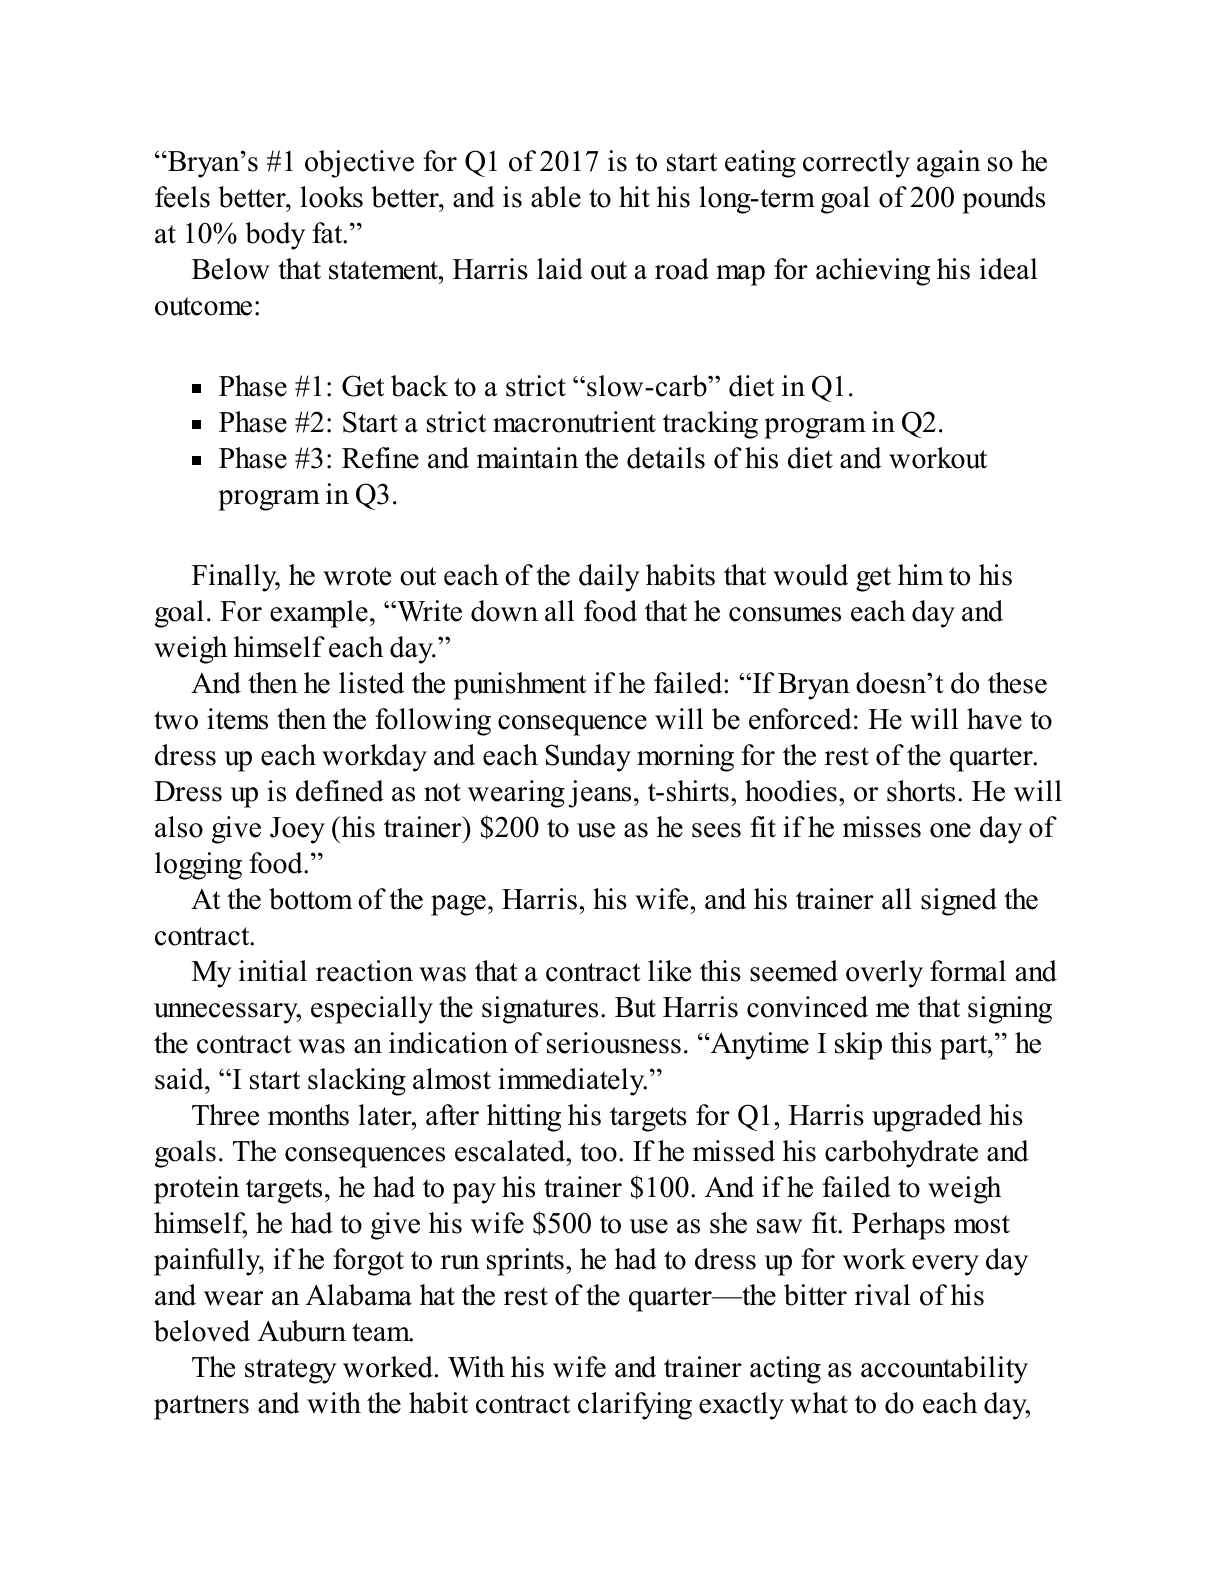 “Bryan’s #1 objective for Q1 of 2017 is to start eating correctly again so he
feels better, looks better, and is able to hit his long-term goal of 200 pounds
at 10% body fat.”
Below that statement, Harris laid out a road map for achieving his ideal
outcome:
▪ Phase #1: Get back to a strict “slow-carb” diet in Q1.
▪ Phase #2: Start a strict macronutrient tracking program in Q2.
▪ Phase #3: Refine and maintain the details of his diet and workout
program in Q3.
Finally, he wrote out each of the daily habits that would get him to his
goal. For example, “Write down all food that he consumes each day and
weigh himself each day.”
And then he listed the punishment if he failed: “If Bryan doesn’t do these
two items then the following consequence will be enforced: He will have to
dress up each workday and each Sunday morning for the rest of the quarter.
Dress up is defined as not wearing jeans, t-shirts, hoodies, or shorts. He will
also give Joey (his trainer) $200 to use as he sees fit if he misses one day of
logging food.”
At the bottom of the page, Harris, his wife, and his trainer all signed the
contract.
My initial reaction was that a contract like this seemed overly formal and
unnecessary, especially the signatures. But Harris convinced me that signing
the contract was an indication of seriousness. “Anytime I skip this part,” he
said, “I start slacking almost immediately.”
Three months later, after hitting his targets for Q1, Harris upgraded his
goals. The consequences escalated, too. If he missed his carbohydrate and
protein targets, he had to pay his trainer $100. And if he failed to weigh
himself, he had to give his wife $500 to use as she saw fit. Perhaps most
painfully, if he forgot to run sprints, he had to dress up for work every day
and wear an Alabama hat the rest of the quarter—the bitter rival of his
beloved Auburn team.
The strategy worked. With his wife and trainer acting as accountability
partners and with the habit contract clarifying exactly what to do each day,